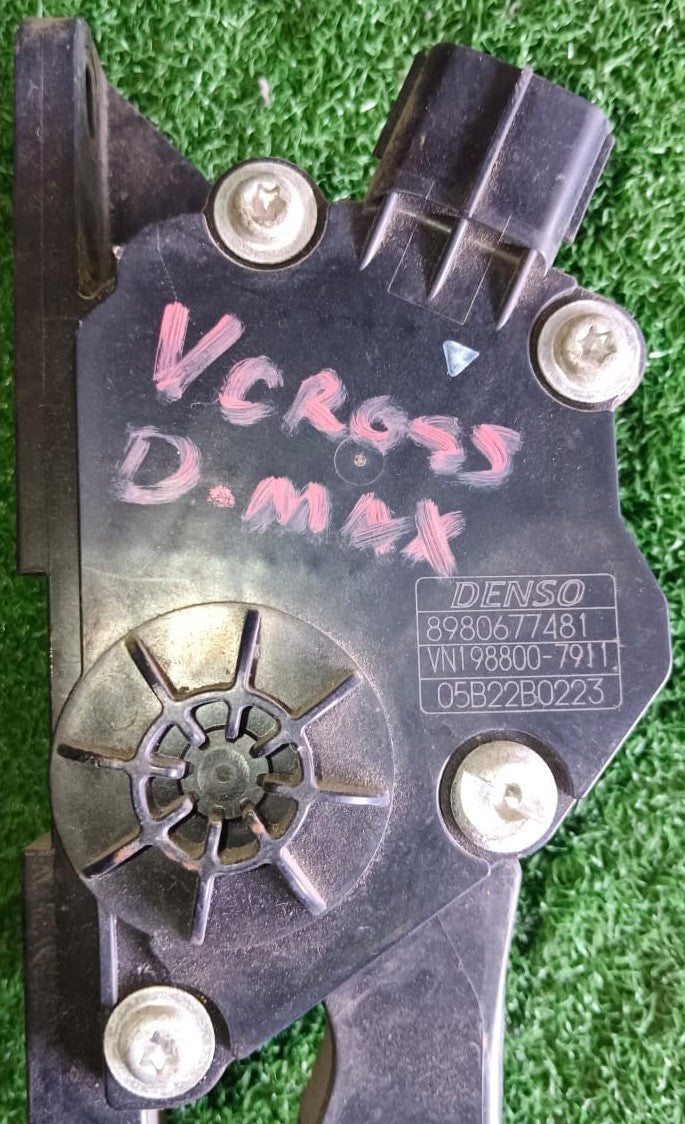 VCROSS
D.MAX
DENSO
8980677481
VN198800-7911
05B22B0223